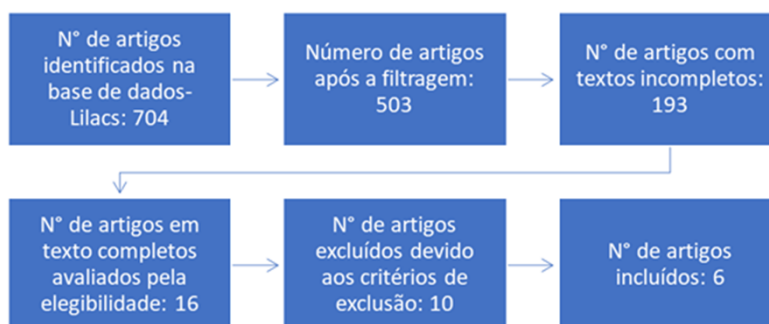 N° de artigos
identificados na
base de dados-
Lilacs: 704
Número de artigos
após a filtragem:
503
N° de artigos com
textos incompletos:
193
N° de artigos em
texto completos
avaliados pela
elegibilidade: 16
N° de artigos
excluídos devido
aos critérios de
exclusão: 10
N° de artigos
incluídos: 6